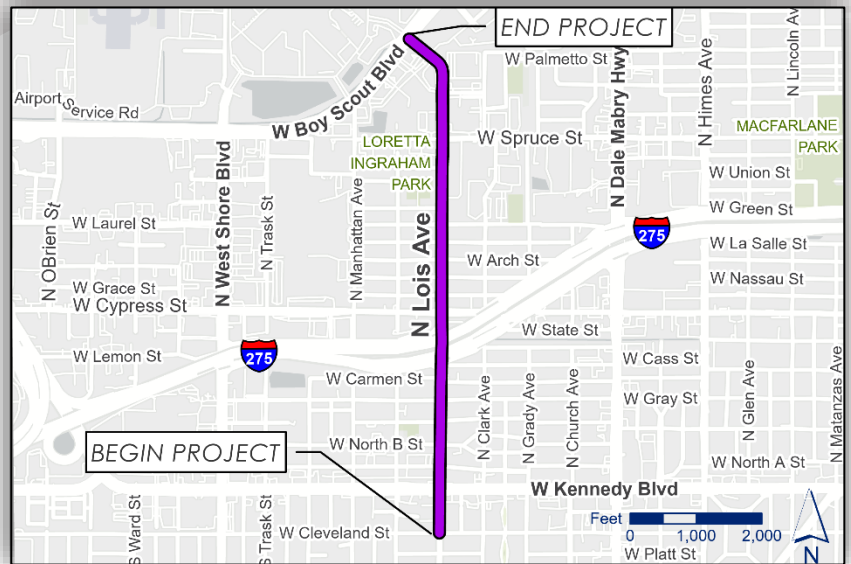 END PROJECT
W Palmetto St
N Lincoln Av
N Himes Ave
N Dale Mabry Hwy
W Boy Scout Blvd
Airport Service Rd
W Spruce St
MACFARLANE
PARK
LORETTA
INGRAHAM
PARK
W Union St
W Green St
N West Shore Blvd
N Trask St
N Manhattan Ave
N OBrien St
W Laurel St
N Lois Ave
275
W La Salle St
W Arch St
W Nassau St
W Grace St
W Cypress St
W State St
W Lemon St
275
W Cass St
W Carmen St
W Gray St
N Clark Ave
N Grady Ave
N Church Ave
N Glen Ave
N Matanzas Ave
BEGIN PROJECT
W North B St
W North A St
W Kennedy Blvd
S Ward St
S Trask St
W Cleveland St
Feet
0 1,000 2,000
W Platt St
N